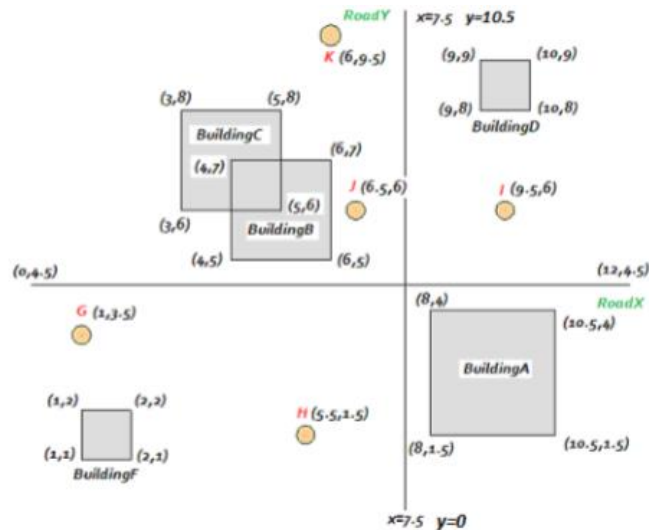 RoadY
x=7.5 y=10.5
K (6,9.5)
(9,9)
(10,9)
(9,8)
(10,8)
BuildingD
(3,8)
(5,8)
BuildingC
(4,7)
(6,7)
J (6.5,6)
I (9.5,6)
(3,6)
(5,6)
BuildingB
(4,5)
(6,5)
(0,4.5)
(12,4.5)
RoadX
G (1,3.5)
(8,4)
(10.5,4)
BuildingA
(1,2)
(2,2)
H (5.5,1.5)
(8,1.5)
(10.5,1.5)
(1,1)
(2,1)
BuildingF
x=7.5 y=0